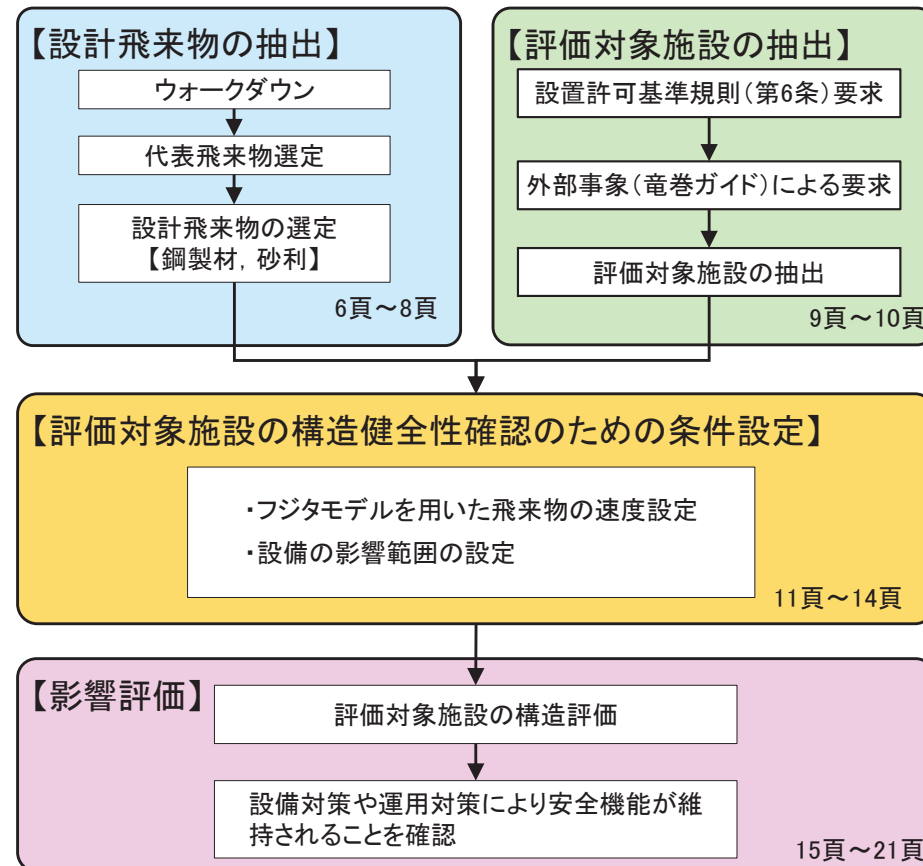 【設計飛来物の抽出】
ウォークダウン
代表飛来物選定
設計飛来物の選定
【鋼製材，砂利】
6頁～8頁
【評価対象施設の抽出】
設置許可基準規則（第6条）要求
外部事象（竜巻ガイド）による要求
評価対象施設の抽出
9頁～10頁
【評価対象施設の構造健全性確認のための条件設定】
・フジタモデルを用いた飛来物の速度設定
・設備の影響範囲の設定
11頁～14頁
【影響評価】
評価対象施設の構造評価
設備対策や運用対策により安全機能が維
持されることを確認
15頁～21頁